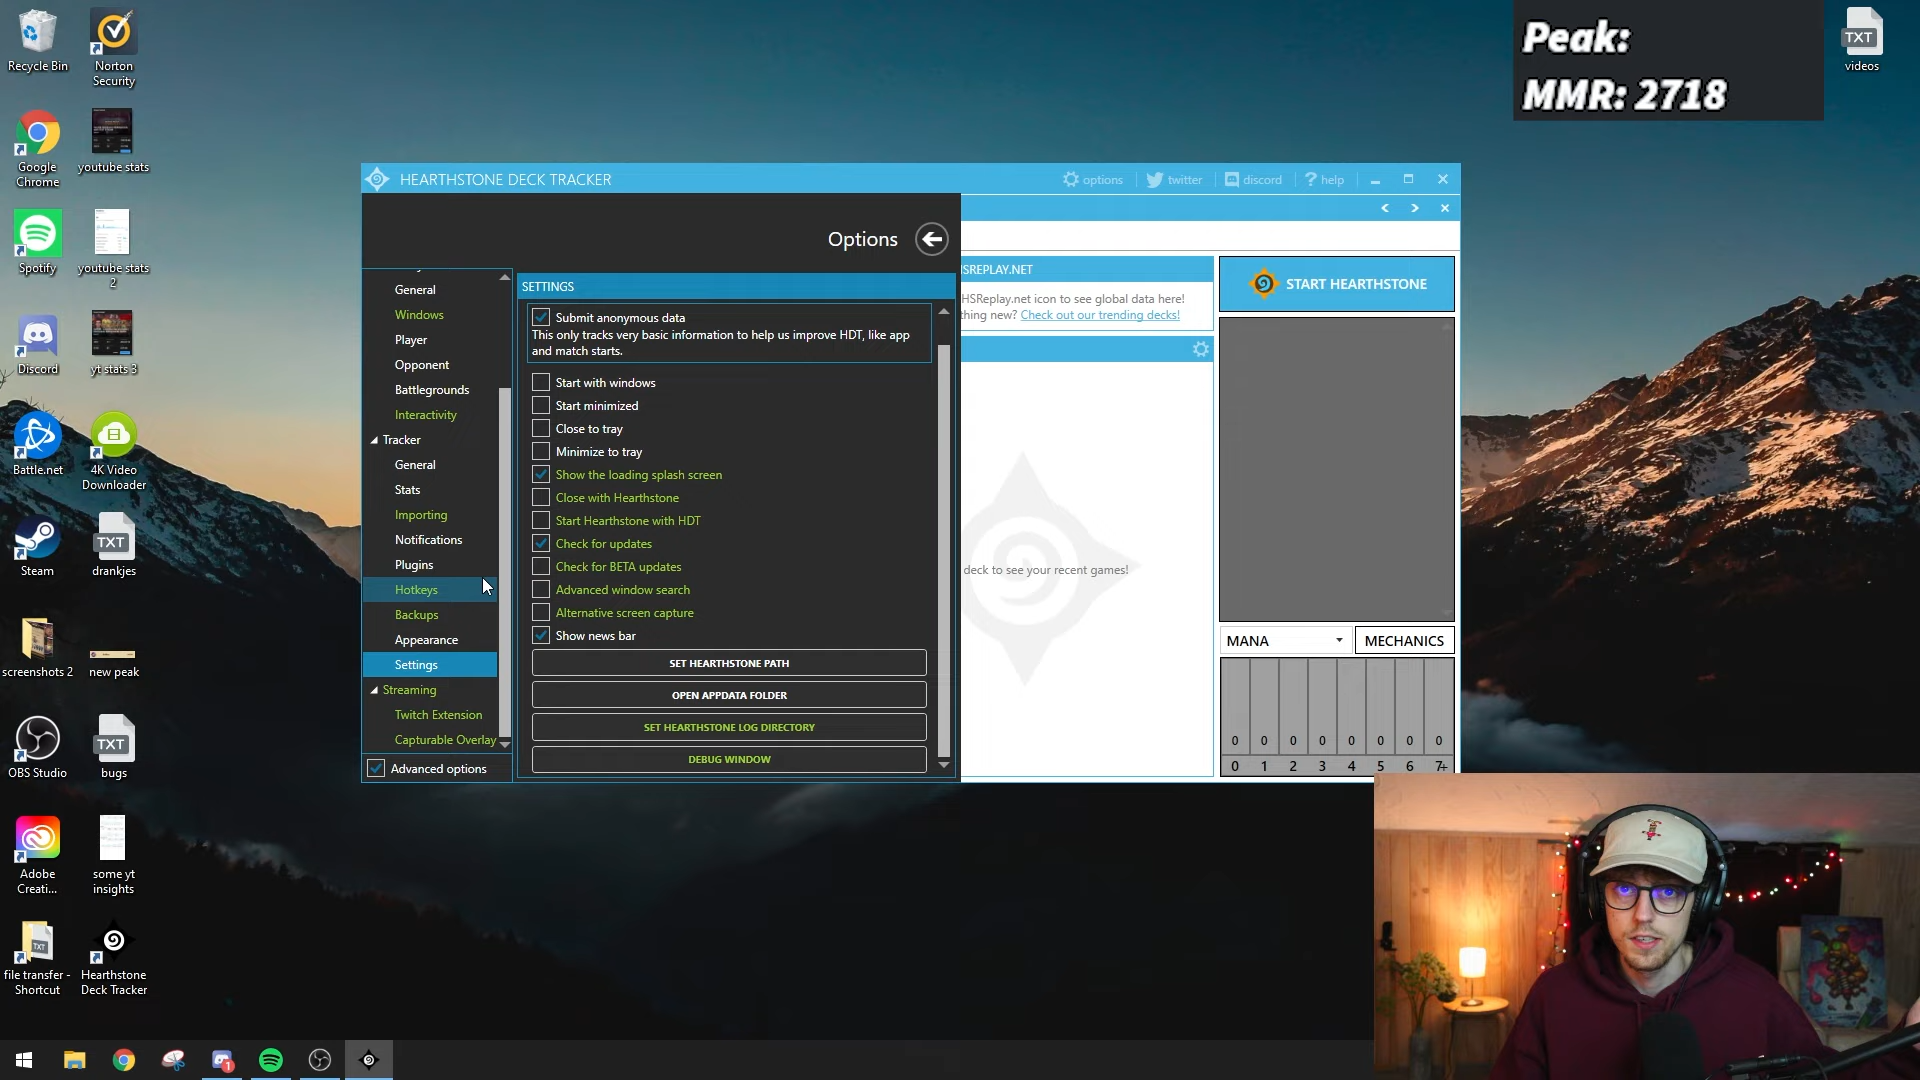 Recycle Bin
Norton
Security
Google
Chrome
youtube stats
Spotify
youtube stats
2
Discord
yt stats 3
Battle.net
4K Video
Downloader
Steam
TXT
drankjes
screenshots 2
new peak
OBS Studio
TXT
bugs
Adobe
Creati...
some yt
insights
TXT
file transfer -
Shortcut
Hearthstone
Deck Tracker
Peak:
MMR: 2718
TXT
videos
HEARTHSTONE DECK TRACKER
options
twitter
discord
? help
Options
General
Windows
Player
Opponent
Battlegrounds
Interactivity
Tracker
General
Stats
Importing
Notifications
Plugins
Hotkeys
Backups
Appearance
Settings
Streaming
Twitch Extension
Capturable Overlay
Advanced options
SETTINGS
Submit anonymous data
This only tracks very basic information to help us improve HDT, like app
and match starts.
Start with windows
Start minimized
Close to tray
Minimize to tray
Show the loading splash screen
Close with Hearthstone
Start Hearthstone with HDT
Check for updates
Check for BETA updates
Advanced window search
Alternative screen capture
Show news bar
SET HEARTHSTONE PATH
OPEN APPDATA FOLDER
SET HEARTHSTONE LOG DIRECTORY
DEBUG WINDOW
SREPLAY.NET
HSReplay.net icon to see global data here!
thing new? Check out our trending decks!
deck to see your recent games!
START HEARTHSTONE
MANA
MECHANICS
0 0 0 0 0 0 0 0
0 1 2 3 4 5 6 7+
1